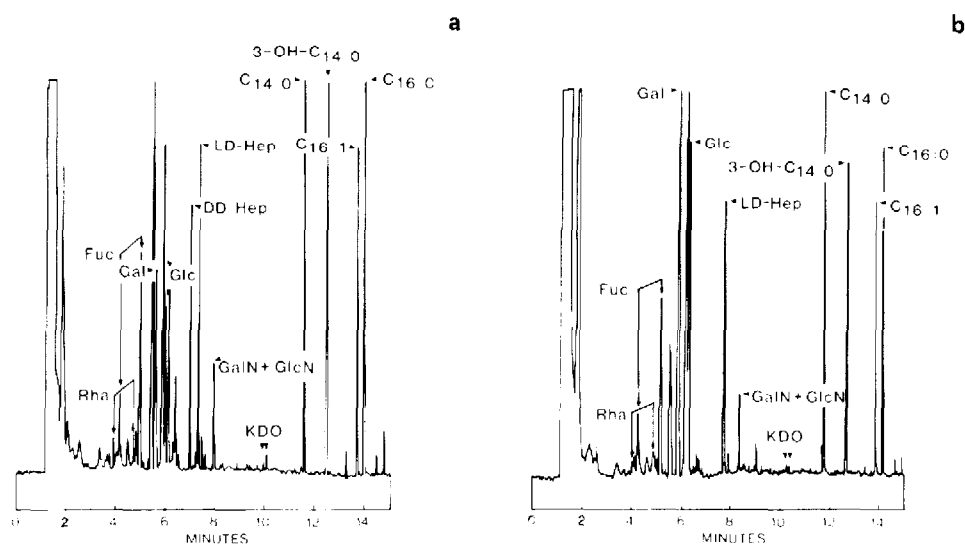 a
3-OH-C14 0
C14 0
C16 C
LD-Hep
C16 1
DD Hep
Fuc
Gal
Glc
Rha
GalN+GlcN
KDO
0 2 4 6 8 10 12 14
MINUTES
b
Gal
C14 0
Glc
C16:0
3-OH-C14 0
LD-Hep
C16 1
Fuc
GalN+GlcN
Rha
KDO
0 2 4 6 8 10 12 14
MINUTES